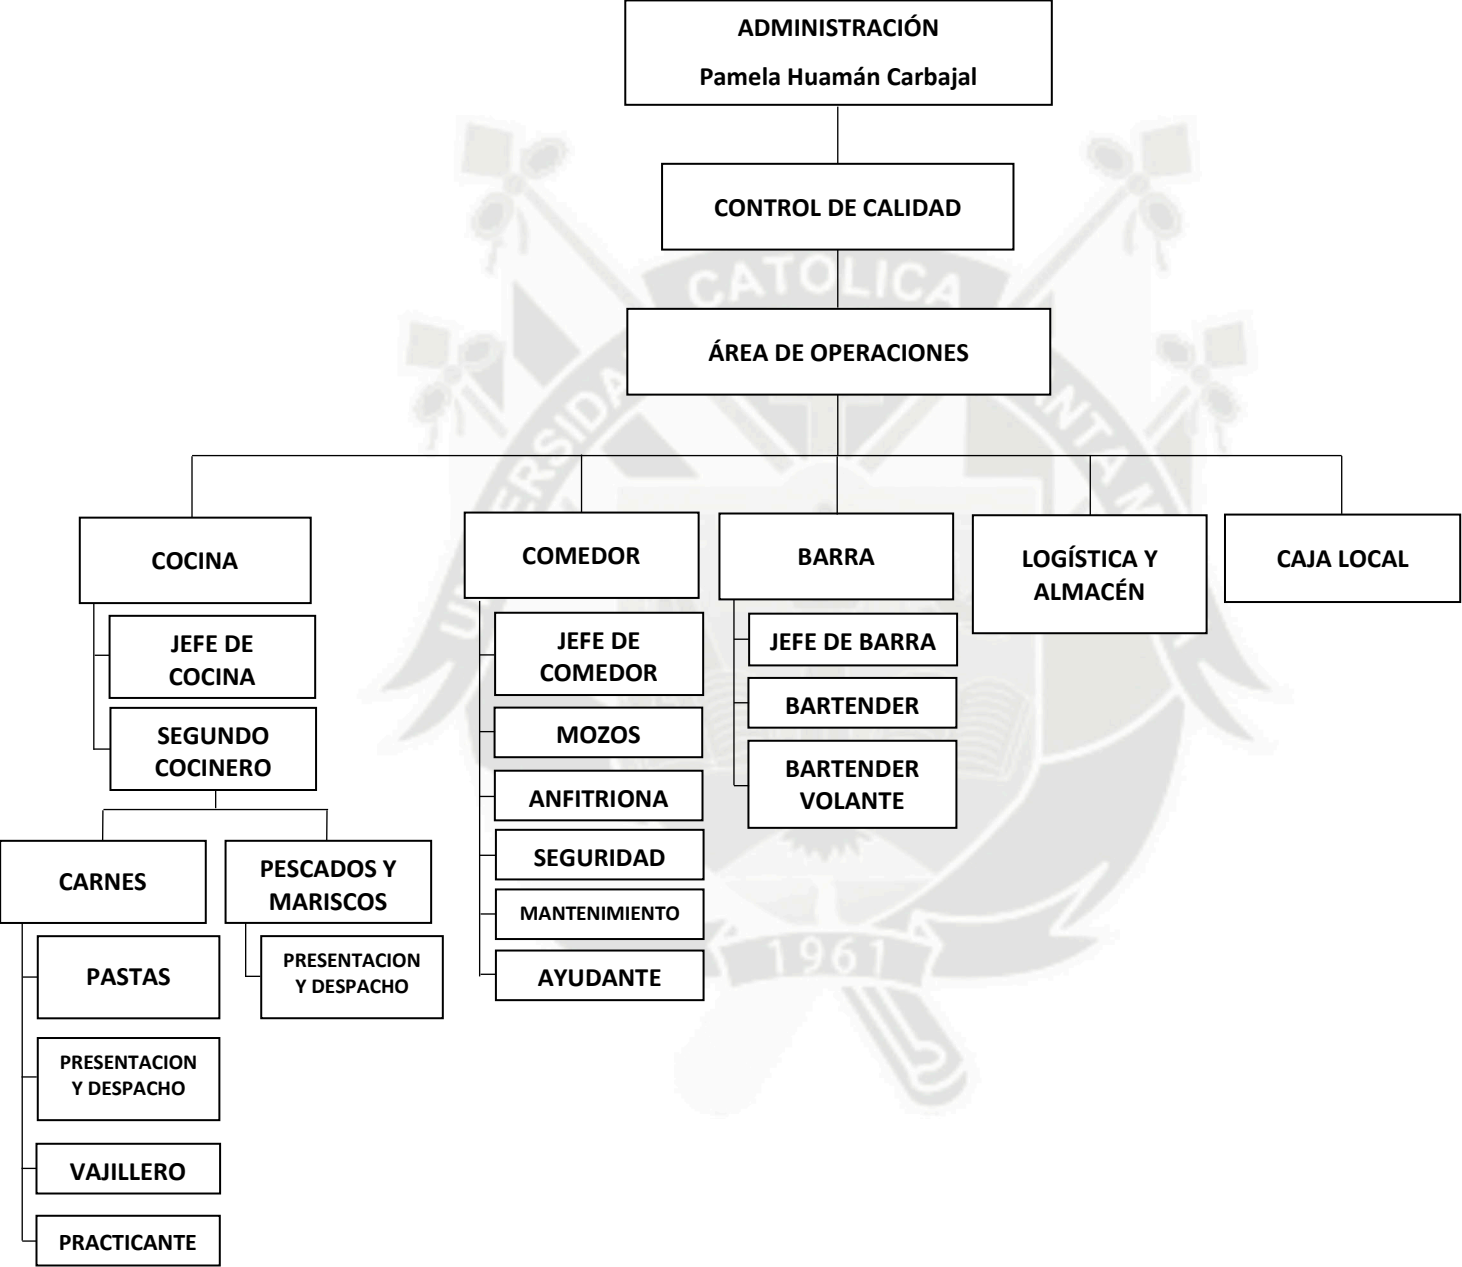 ADMINISTRACIÓN
Pamela Huamán Carbajal
CONTROL DE CALIDAD
ÁREA DE OPERACIONES
COCINA
COMEDOR
BARRA
LOGÍSTICA Y
ALMACÉN
CAJA LOCAL
JEFE DE
COCINA
SEGUNDO
COCINERO
CARNES
PASTAS
PRESENTACION
Y DESPACHO
VAJILLERO
PRACTICANTE
PESCADOS Y
MARISCOS
PRESENTACION
Y DESPACHO
JEFE DE
COMEDOR
MOZOS
ANFITRIONA
SEGURIDAD
MANTENIMIENTO
AYUDANTE
JEFE DE BARRA
BARTENDER
BARTENDER
VOLANTE
CATOLICA
1961